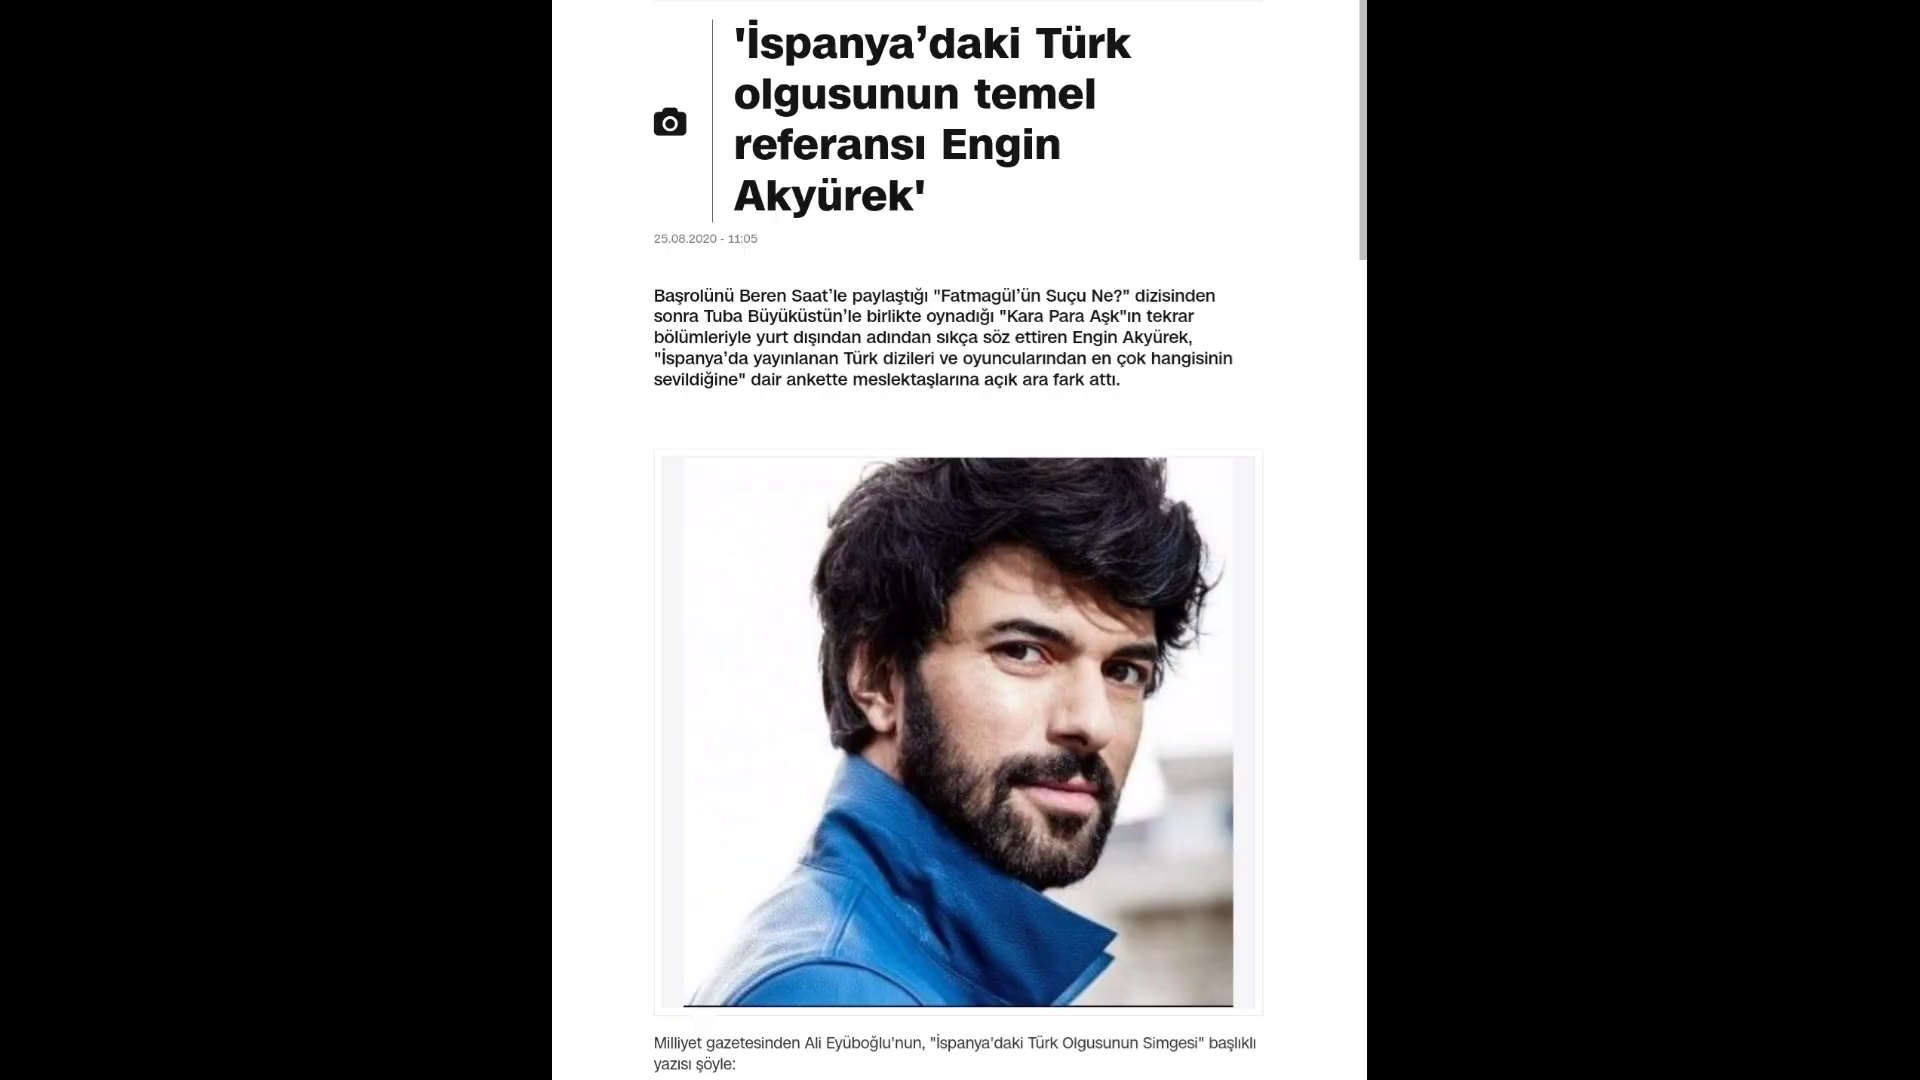 'İspanya’daki Türk
olgusunun temel
referansı Engin
Akyürek'
25.08.2020 - 11:05
Başrolünü Beren Saat’le paylaştığı "Fatmagül’ün Suçu Ne?" dizisinden
sonra Tuba Büyüküstün’le birlikte oynadığı "Kara Para Aşk"ın tekrar
bölümleriyle yurt dışından adından sıkça söz ettiren Engin Akyürek,
"İspanya’da yayınlanan Türk dizileri ve oyuncularından en çok hangisinin
sevildiğine" dair ankette meslektaşlarına açık ara fark attı.
Milliyet gazetesinden Ali Eyüboğlu'nun, "İspanya'daki Türk Olgusunun Simgesi" başlıklı
yazısı şöyle: